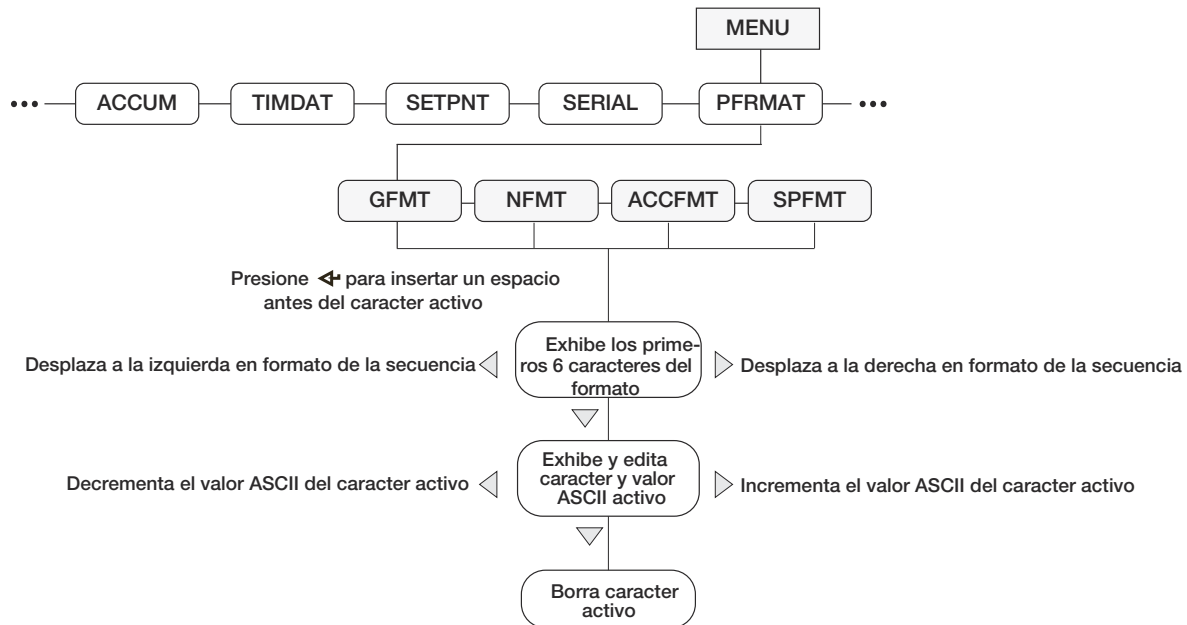 MENU
••• ACCUM TIMDAT SETPNT SERIAL PFRMAT •••
GFMT NFMT ACCFMT SPFMT
Presione para insertar un espacio
antes del caracter activo
Exhibe los prime-
ros 6 caracteres del
formato
Desplaza a la izquierda en formato de la secuencia
Desplaza a la derecha en formato de la secuencia
Exhibe y edita
caracter y valor
ASCII activo
Decrementa el valor ASCII del caracter activo
Incrementa el valor ASCII del caracter activo
Borra caracter
activo